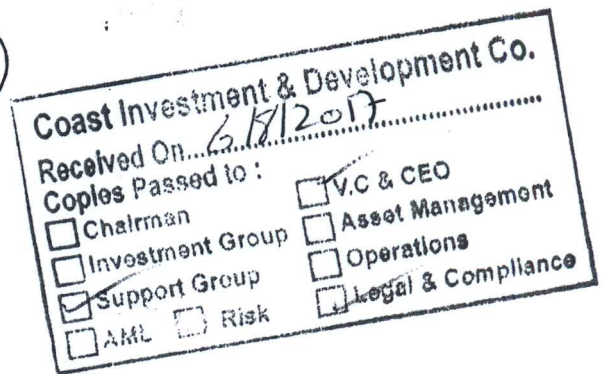 Coast Investment & Development Co.
Received On......6/8/2017......................
Copies Passed to :
Chairman
Investment Group
Support Group
AML
Risk
V.C & CEO
Asset Management
Operations
Legal & Compliance